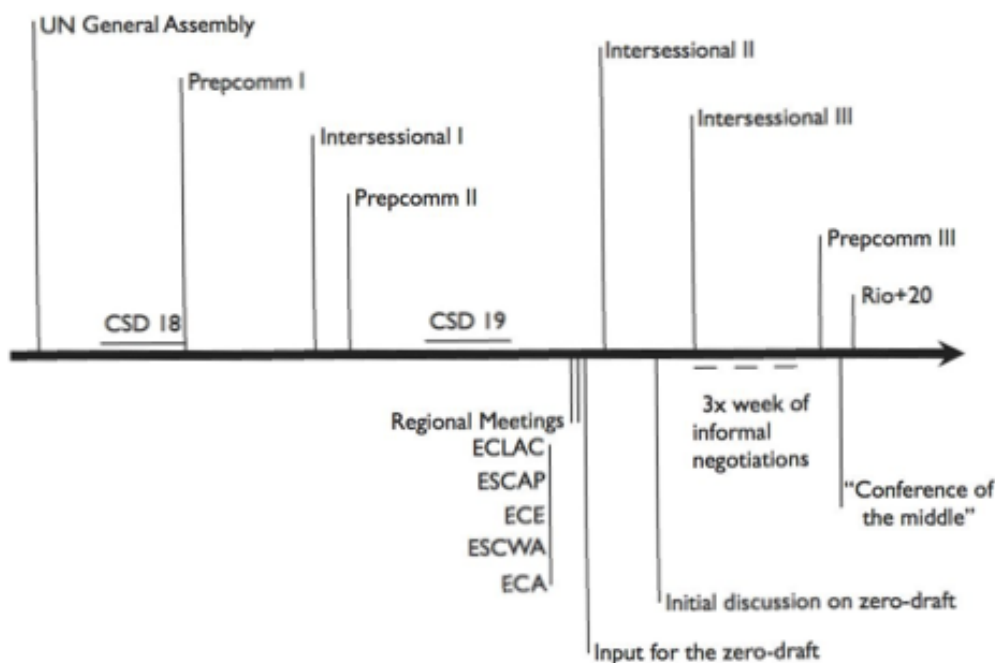 UN General Assembly
Prepcomm I
Intersessional I
Prepcomm II
Intersessional II
Intersessional III
Prepcomm III
Rio+20
CSD 18
CSD 19
Regional Meetings
ECLAC
ESCAP
ECE
ESCWA
ECA
3x week of
informal
negotiations
“Conference of
the middle”
Initial discussion on zero-draft
Input for the zero-draft